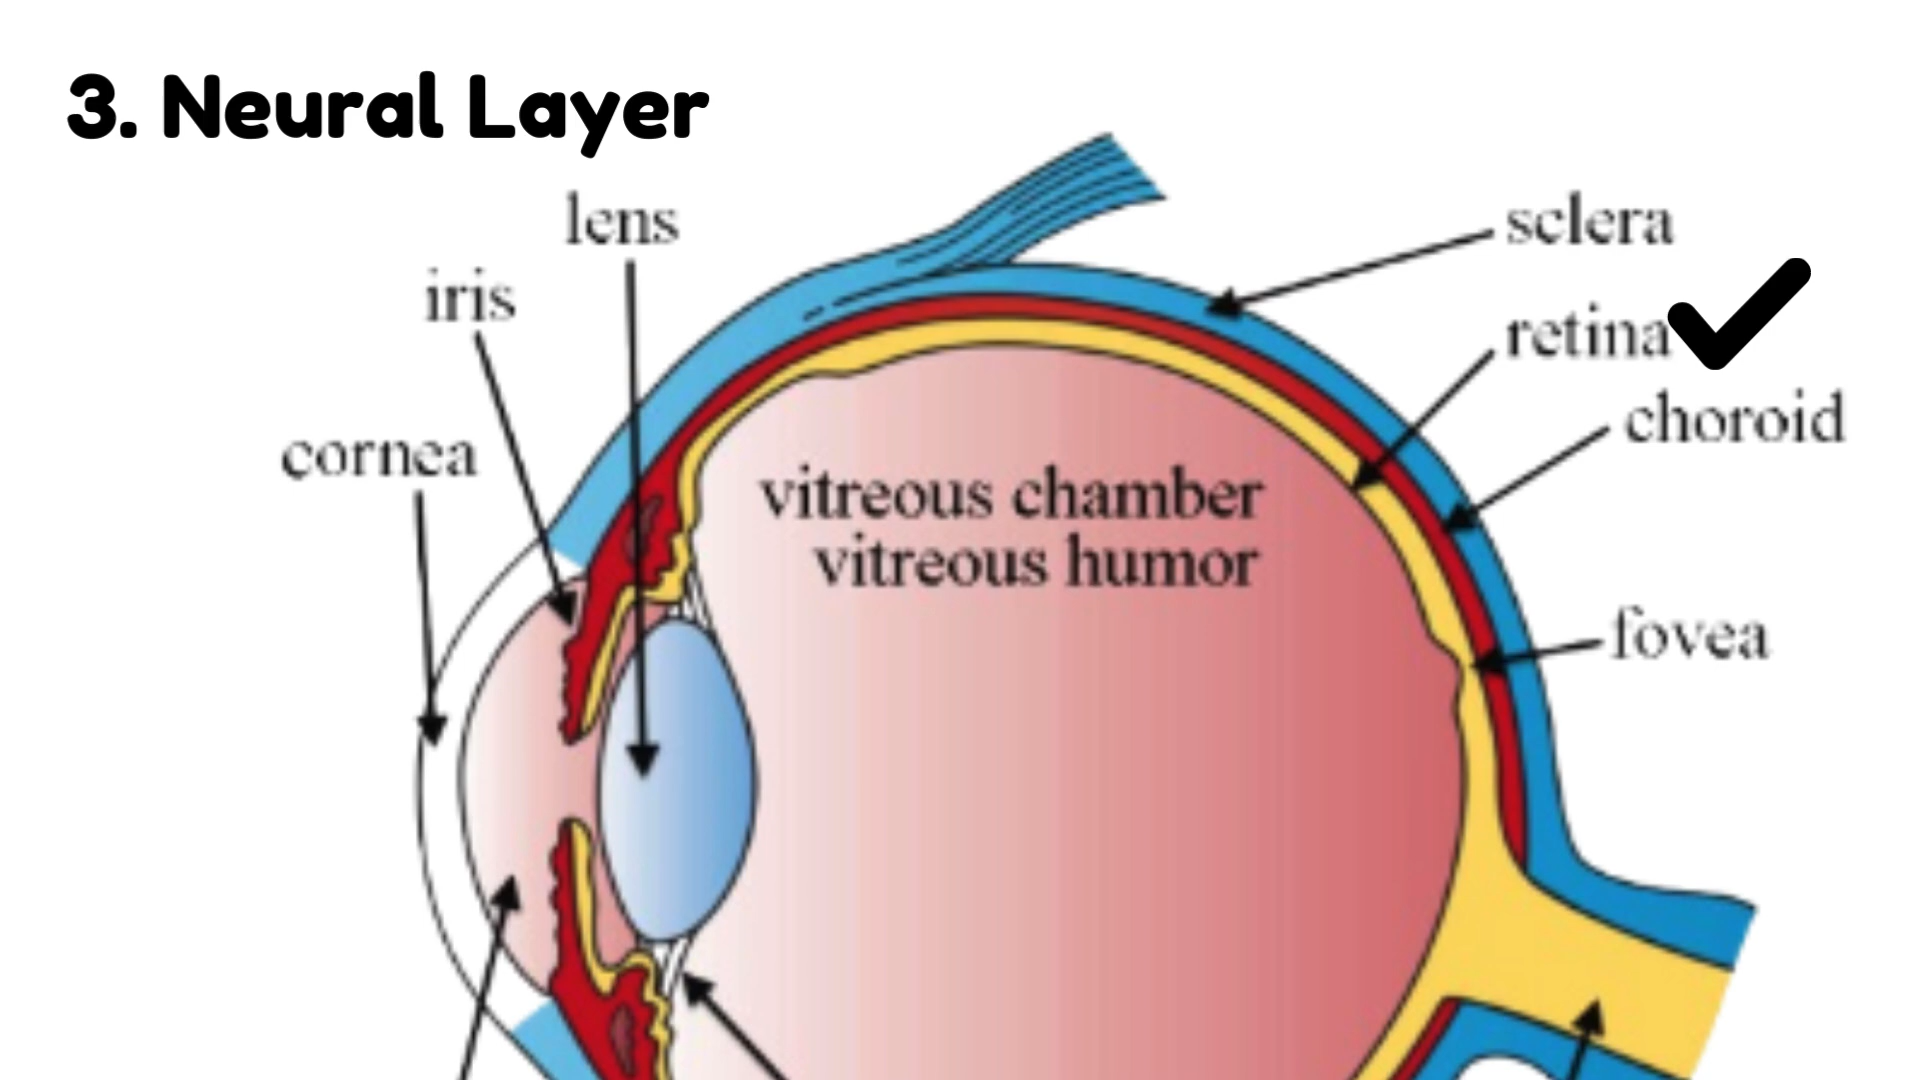 3. Neural Layer
lens
sclera
iris
retina
choroid
cornea
vitreous chamber
vitreous humor
fovea